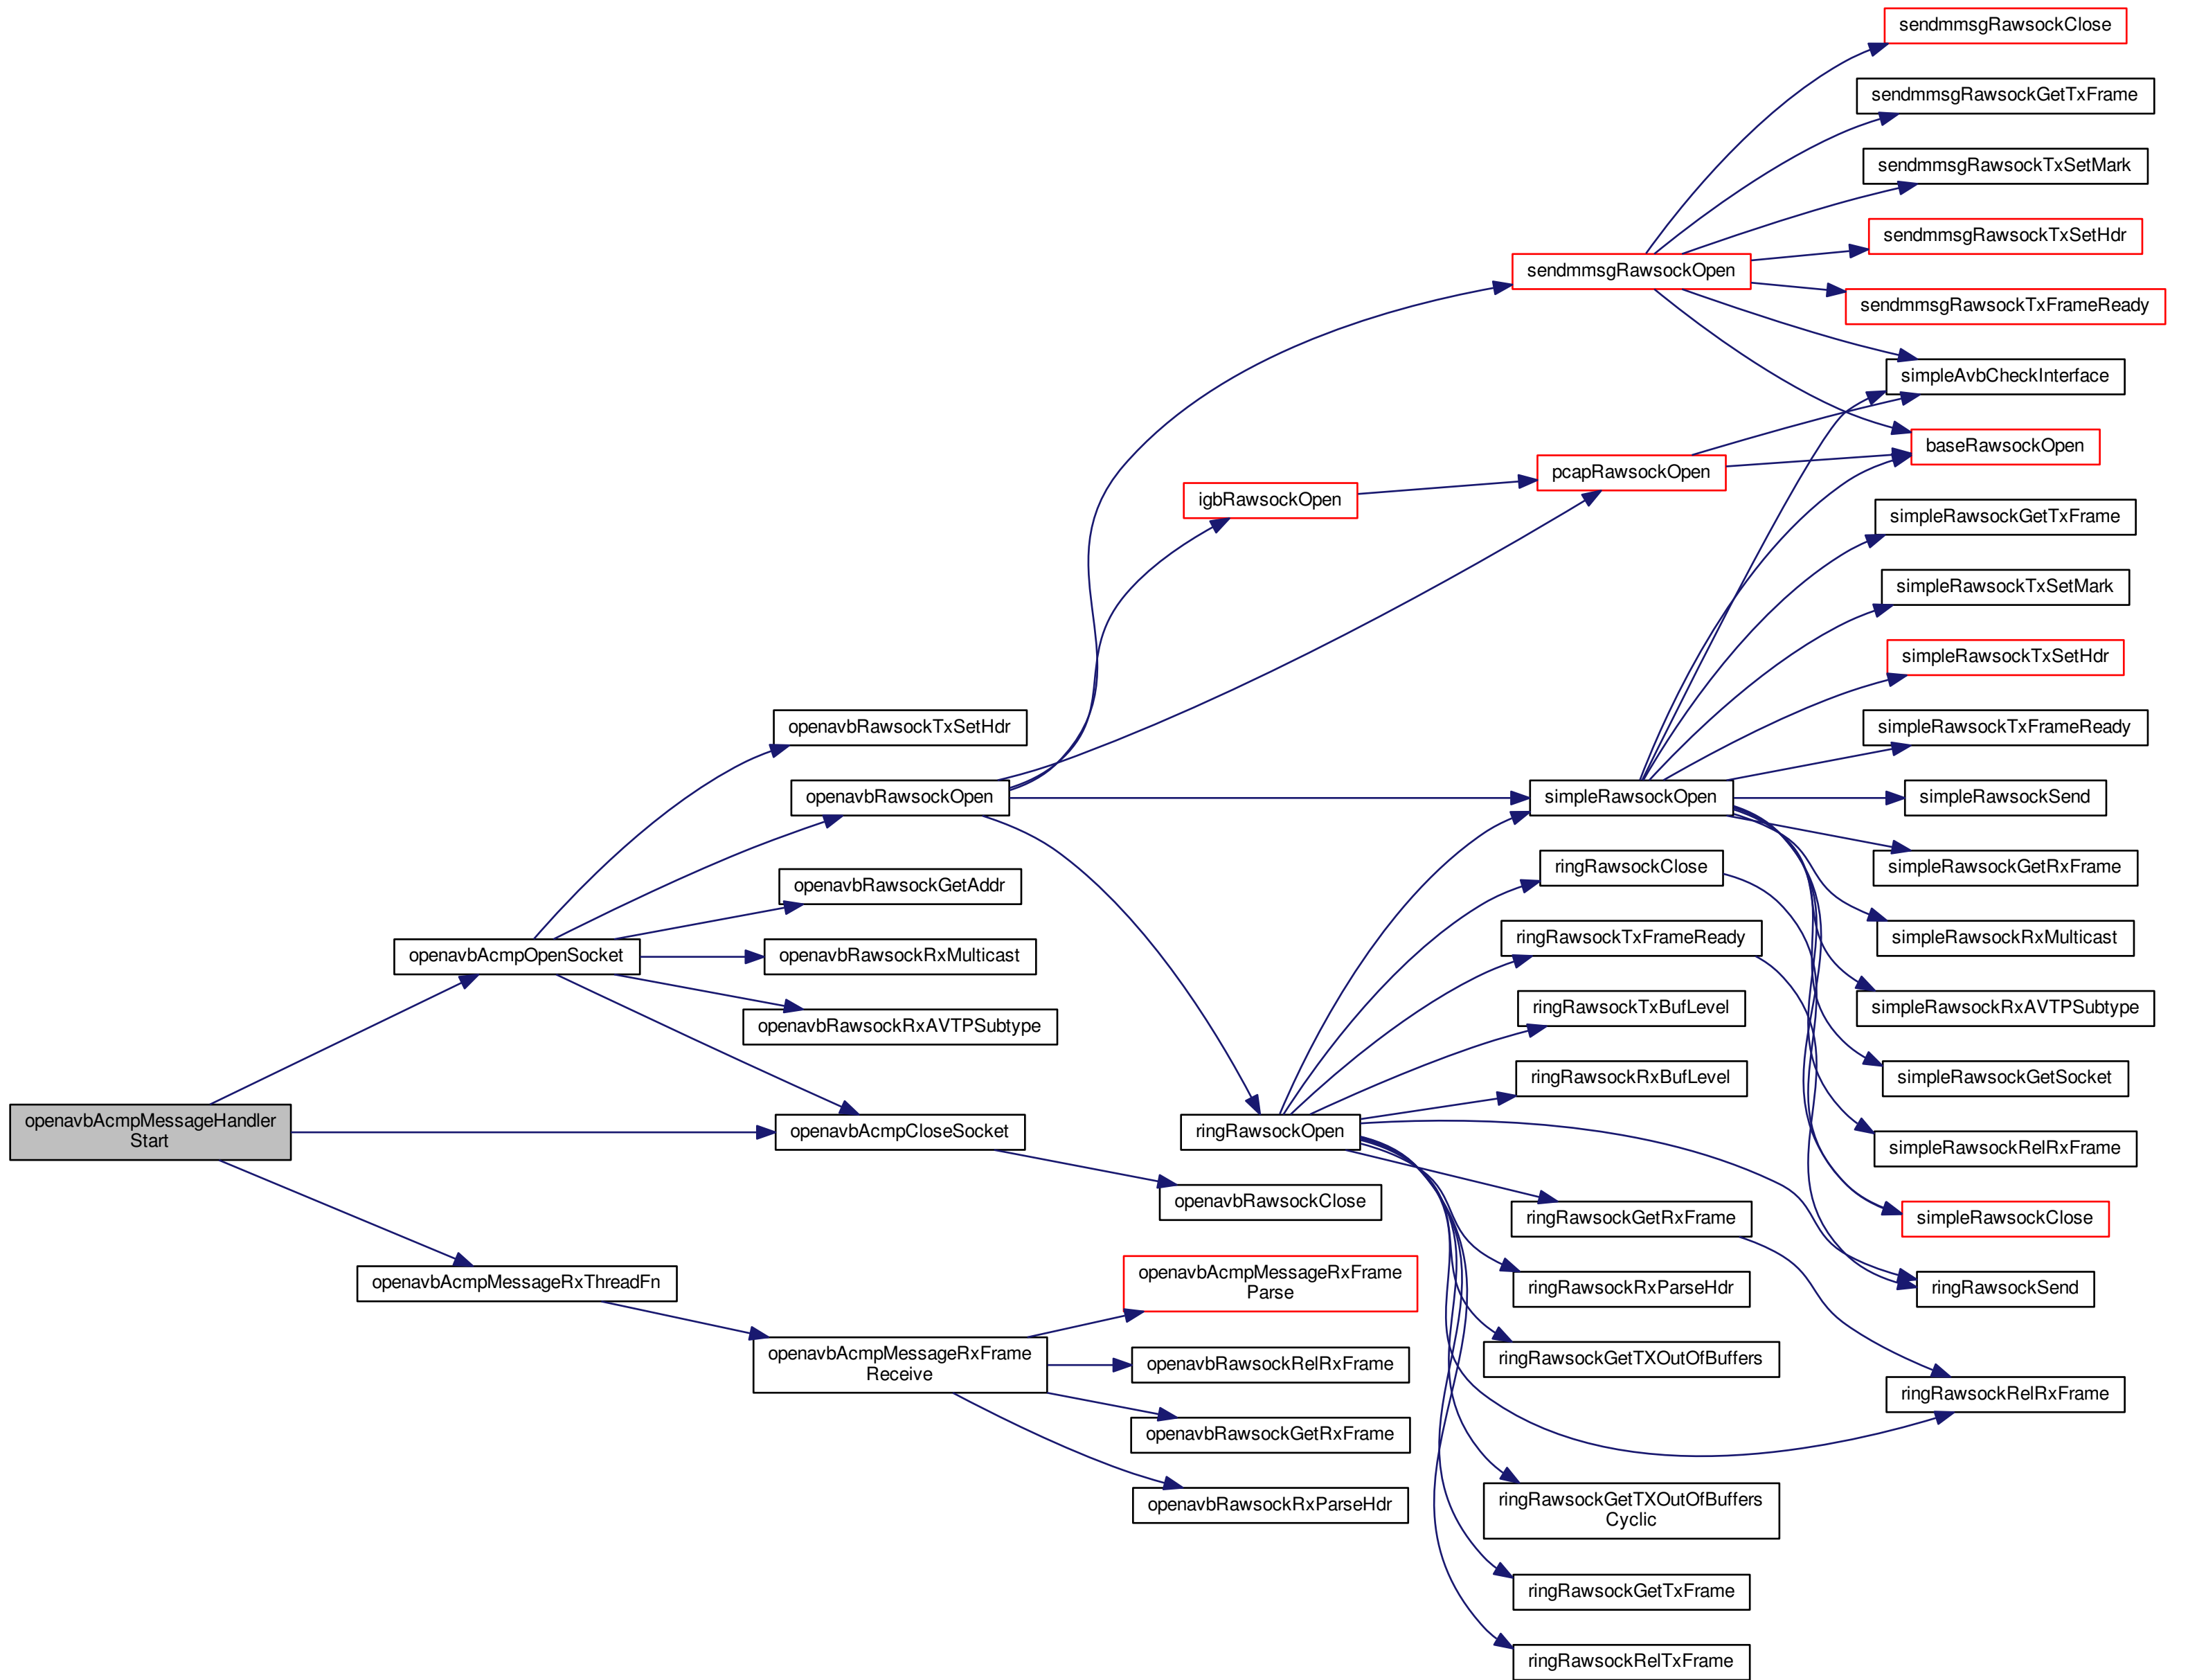 sendmmsgRawsockClose
sendmmsgRawsockGetTxFrame
sendmmsgRawsockTxSetMark
sendmmsgRawsockTxSetHdr
sendmmsgRawsockOpen
sendmmsgRawsockTxFrameReady
simpleAvbCheckInterface
baseRawsockOpen
pcapRawsockOpen
igbRawsockOpen
simpleRawsockGetTxFrame
simpleRawsockTxSetMark
simpleRawsockTxSetHdr
openavbRawsockTxSetHdr
simpleRawsockTxFrameReady
openavbRawsockOpen
simpleRawsockOpen
simpleRawsockSend
ringRawsockClose
simpleRawsockGetRxFrame
openavbRawsockGetAddr
ringRawsockTxFrameReady
simpleRawsockRxMulticast
openavbAcmpOpenSocket
openavbRawsockRxMulticast
ringRawsockTxBufLevel
simpleRawsockRxAVTPSubtype
openavbRawsockRxAVTPSubtype
ringRawsockRxBufLevel
simpleRawsockGetSocket
openavbAcmpMessageHandler
Start
openavbAcmpCloseSocket
ringRawsockOpen
simpleRawsockRelRxFrame
openavbRawsockClose
ringRawsockGetRxFrame
simpleRawsockClose
openavbAcmpMessageRxThreadFn
openavbAcmpMessageRxFrame
Parse
ringRawsockRxParseHdr
ringRawsockSend
openavbAcmpMessageRxFrame
Receive
openavbRawsockRelRxFrame
ringRawsockGetTXOutOfBuffers
ringRawsockRelRxFrame
openavbRawsockGetRxFrame
openavbRawsockRxParseHdr
ringRawsockGetTXOutOfBuffers
Cyclic
ringRawsockGetTxFrame
ringRawsockRelTxFrame